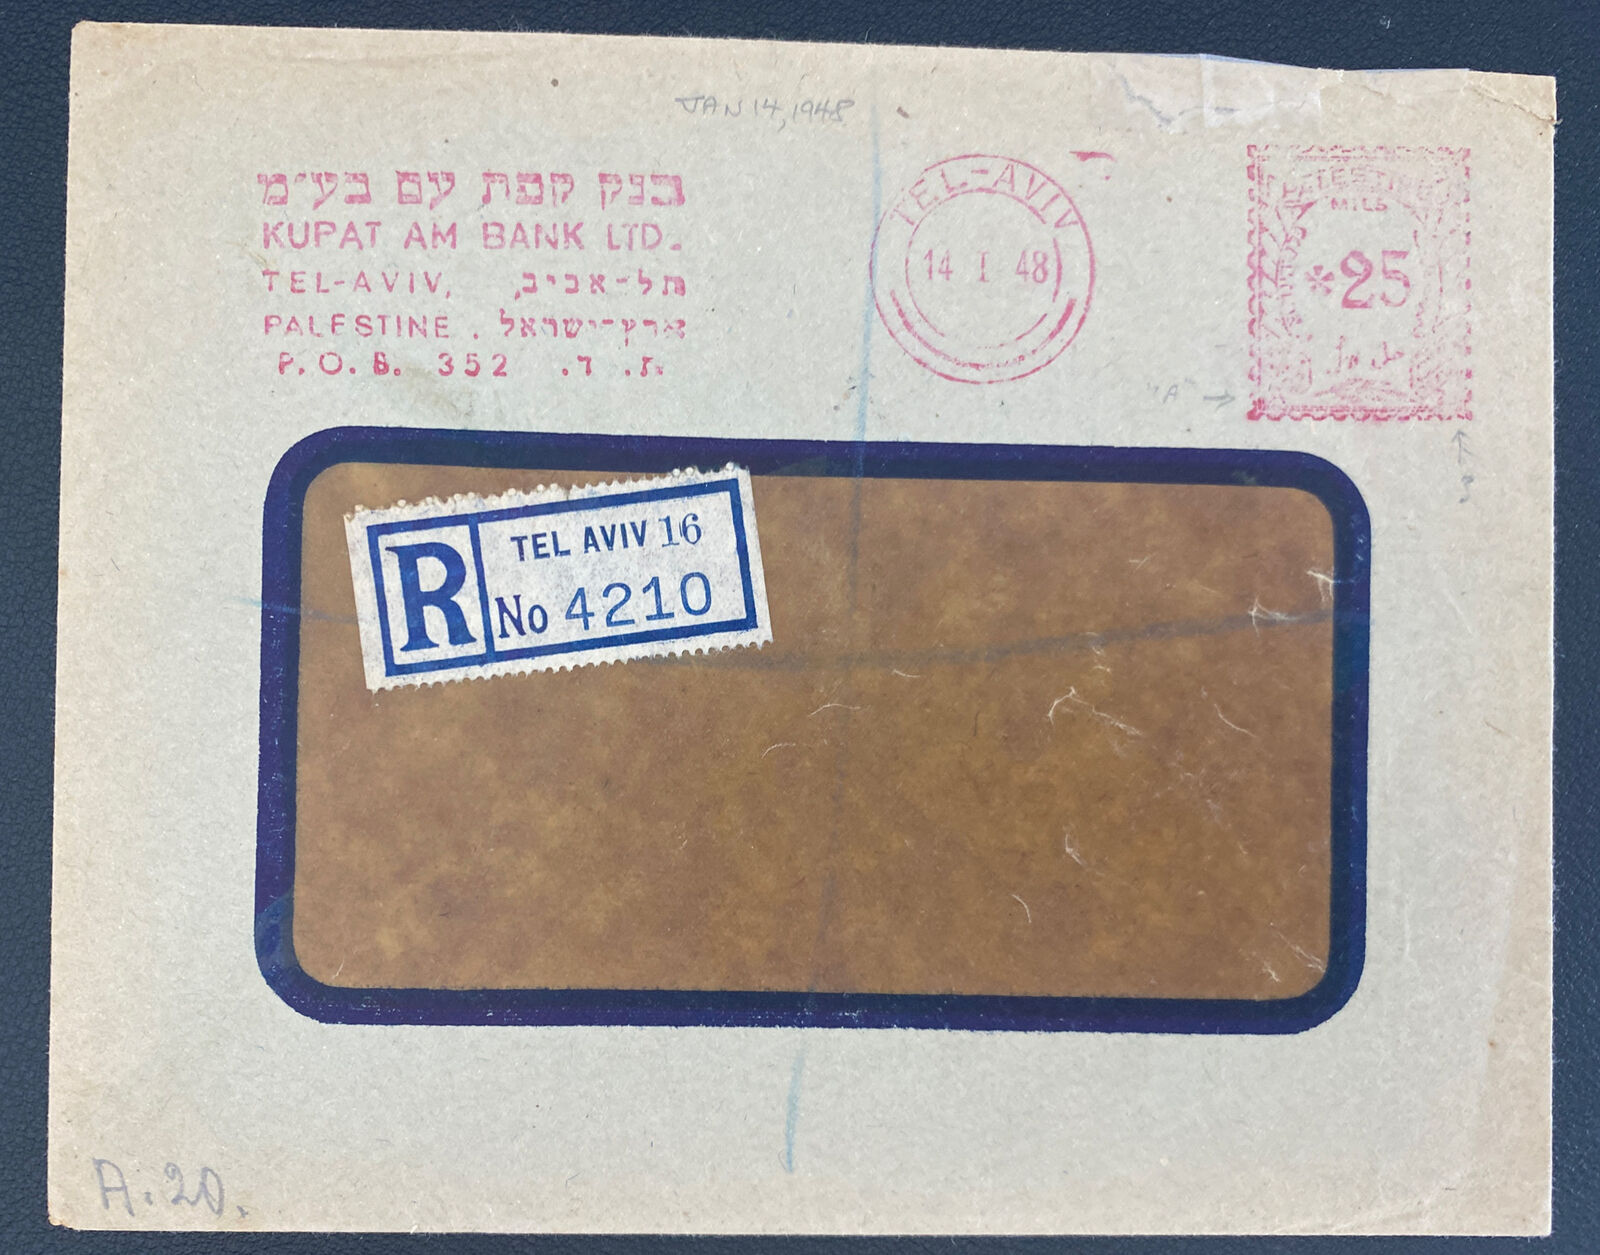 JAN 14, 1948
בנק קפת עם בע״מ
KUPAT AM BANK LTD.
TEL-AVIV, תל-אביב,
PALESTINE. ארץ-ישראל
P.O.B. 352 ת.ד.
TEL-AVIV
14 I 48
PALESTINE
MILS
*25
"A" →
R
TEL AVIV 16
No 4210
A.20.